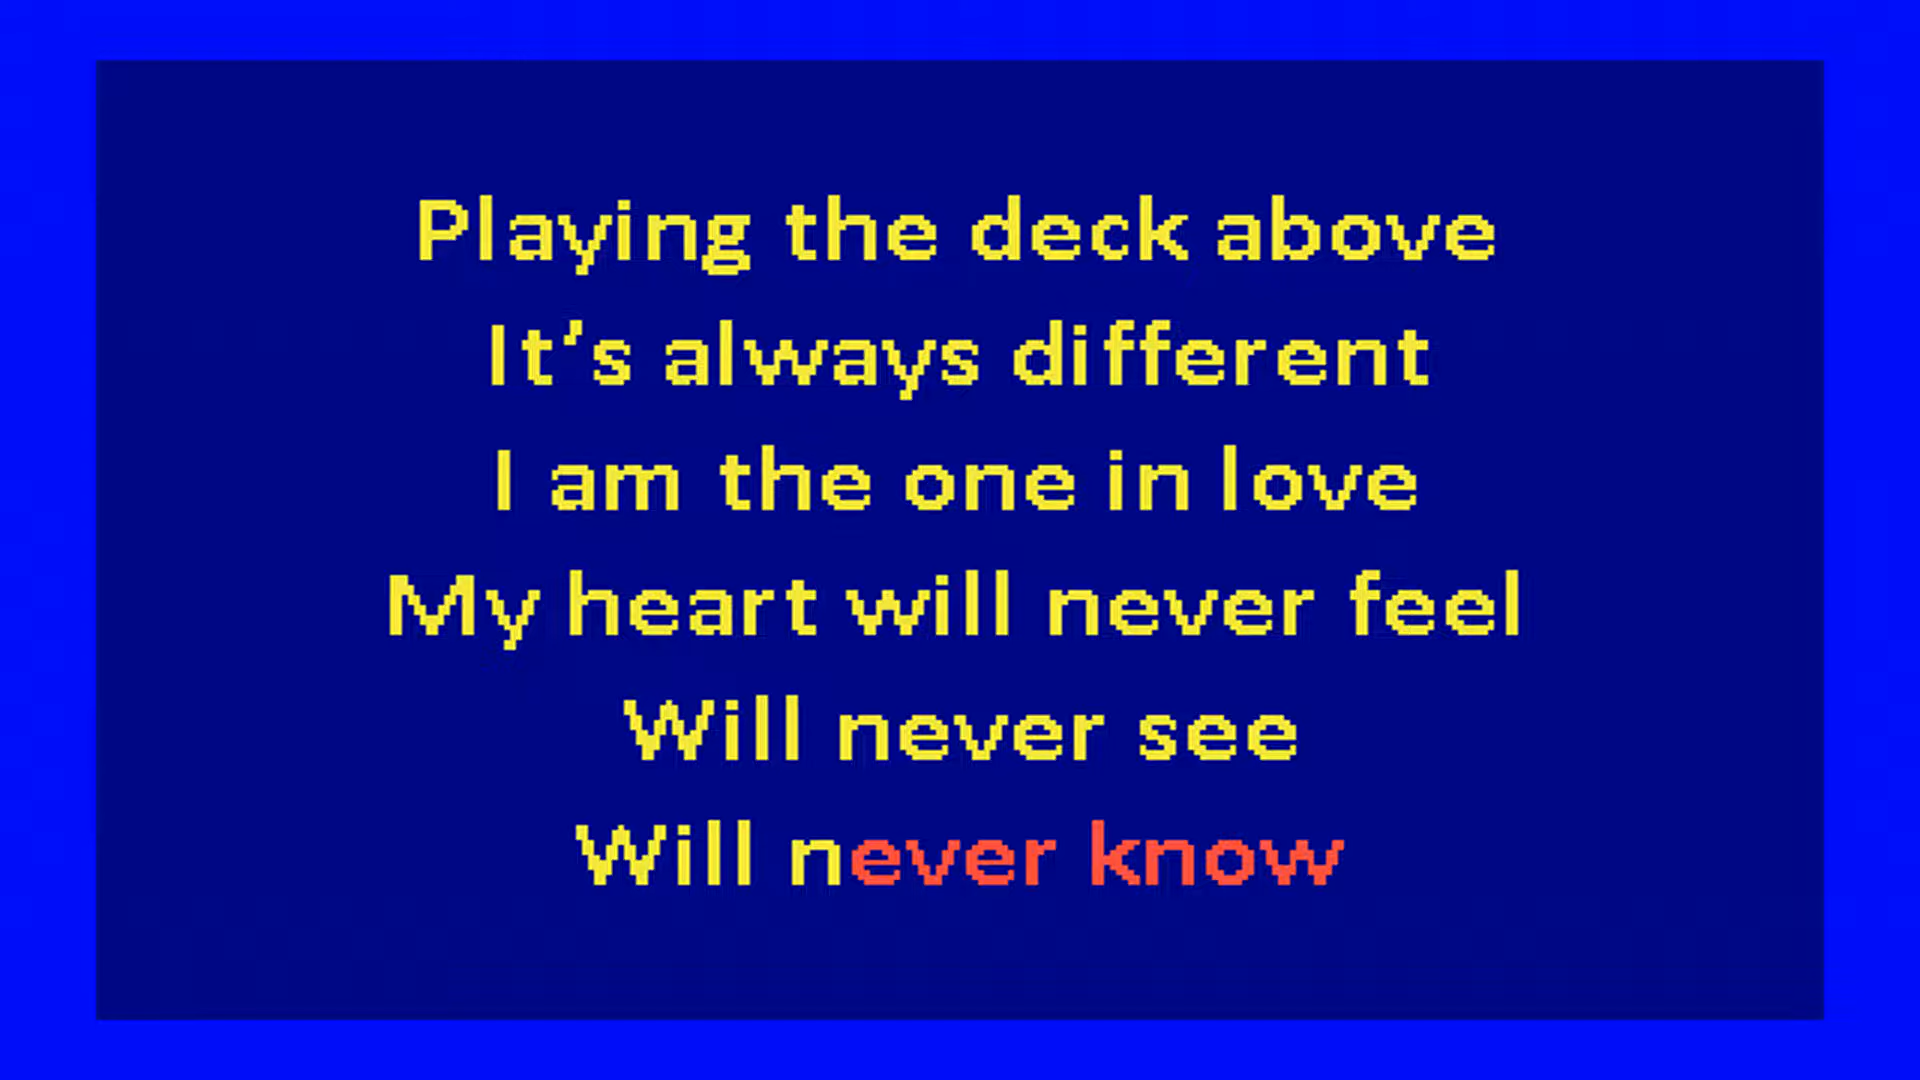 Playing the deck above
It's always different
I am the one in love
My heart will never feel
Will never see
Will never know